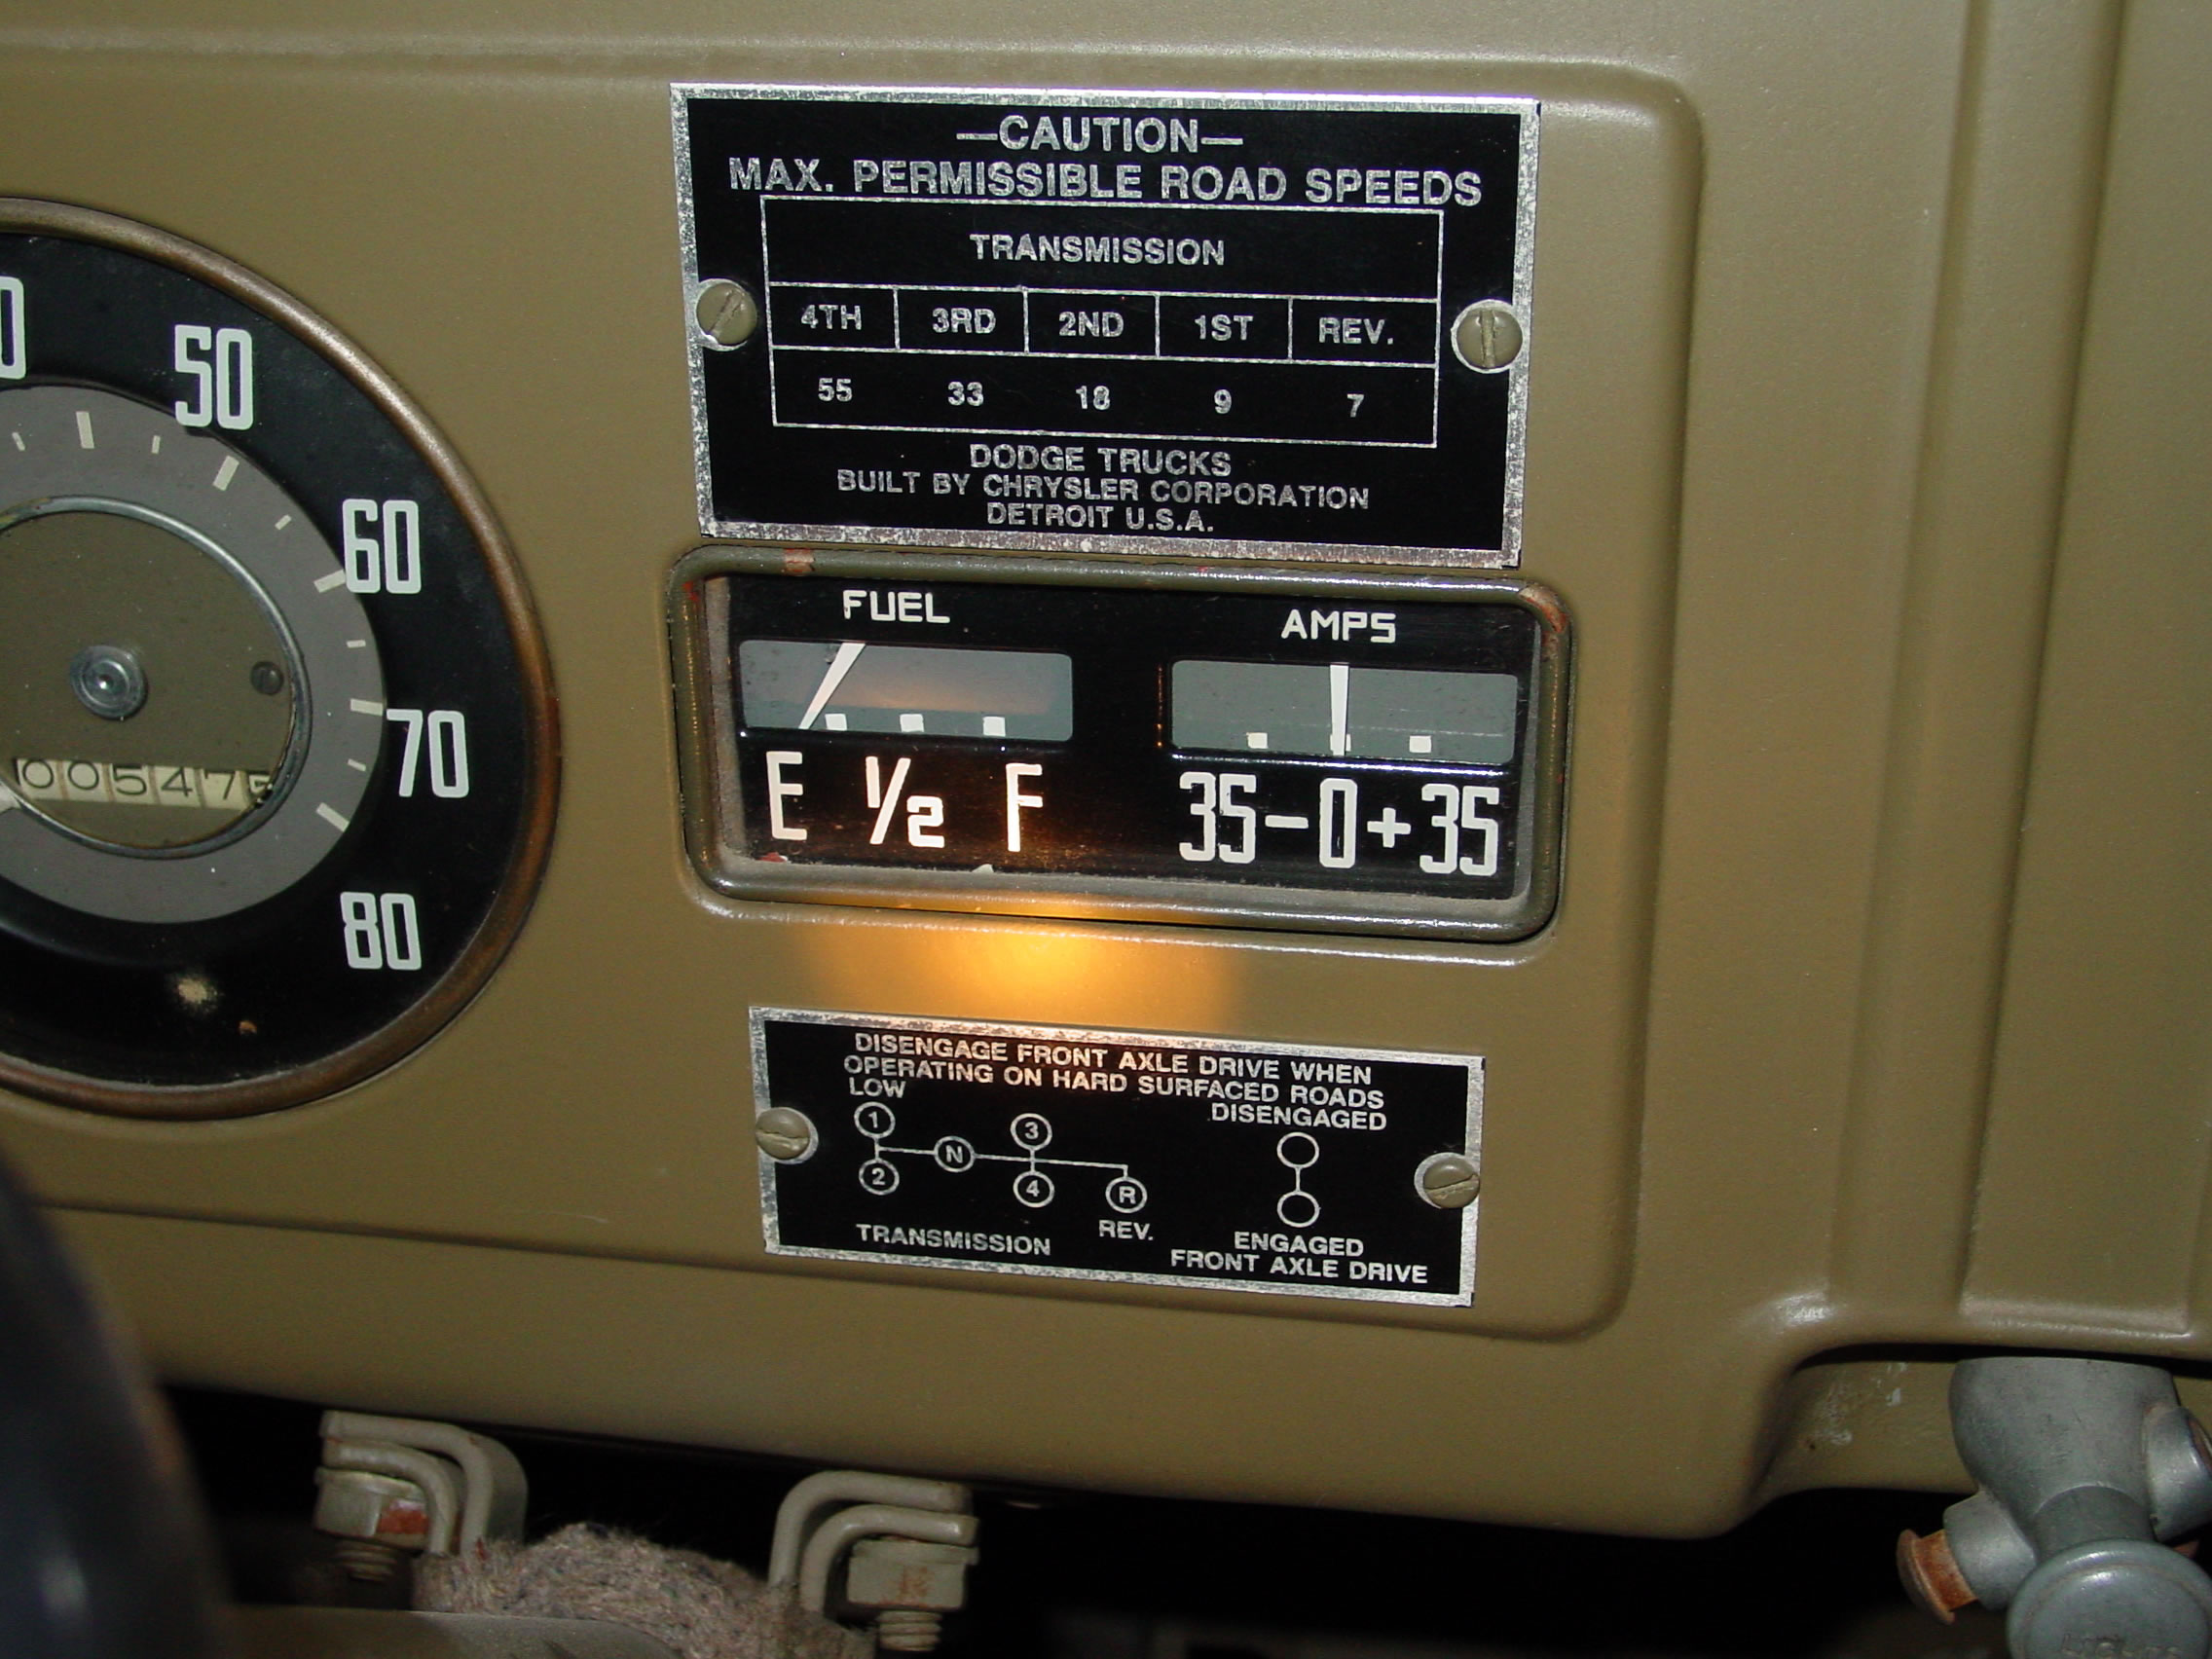 —CAUTION—
MAX. PERMISSIBLE ROAD SPEEDS
TRANSMISSION
4TH 3RD 2ND 1ST REV.
55 33 18 9 7
DODGE TRUCKS
BUILT BY CHRYSLER CORPORATION
DETROIT U.S.A.
50
60
70
80
005475
FUEL
E 1/2 F
AMPS
35-0+35
DISENGAGE FRONT AXLE DRIVE WHEN
OPERATING ON HARD SURFACED ROADS
LOW
DISENGAGED
1 3
N
2 4 R
REV.
TRANSMISSION
ENGAGED
FRONT AXLE DRIVE